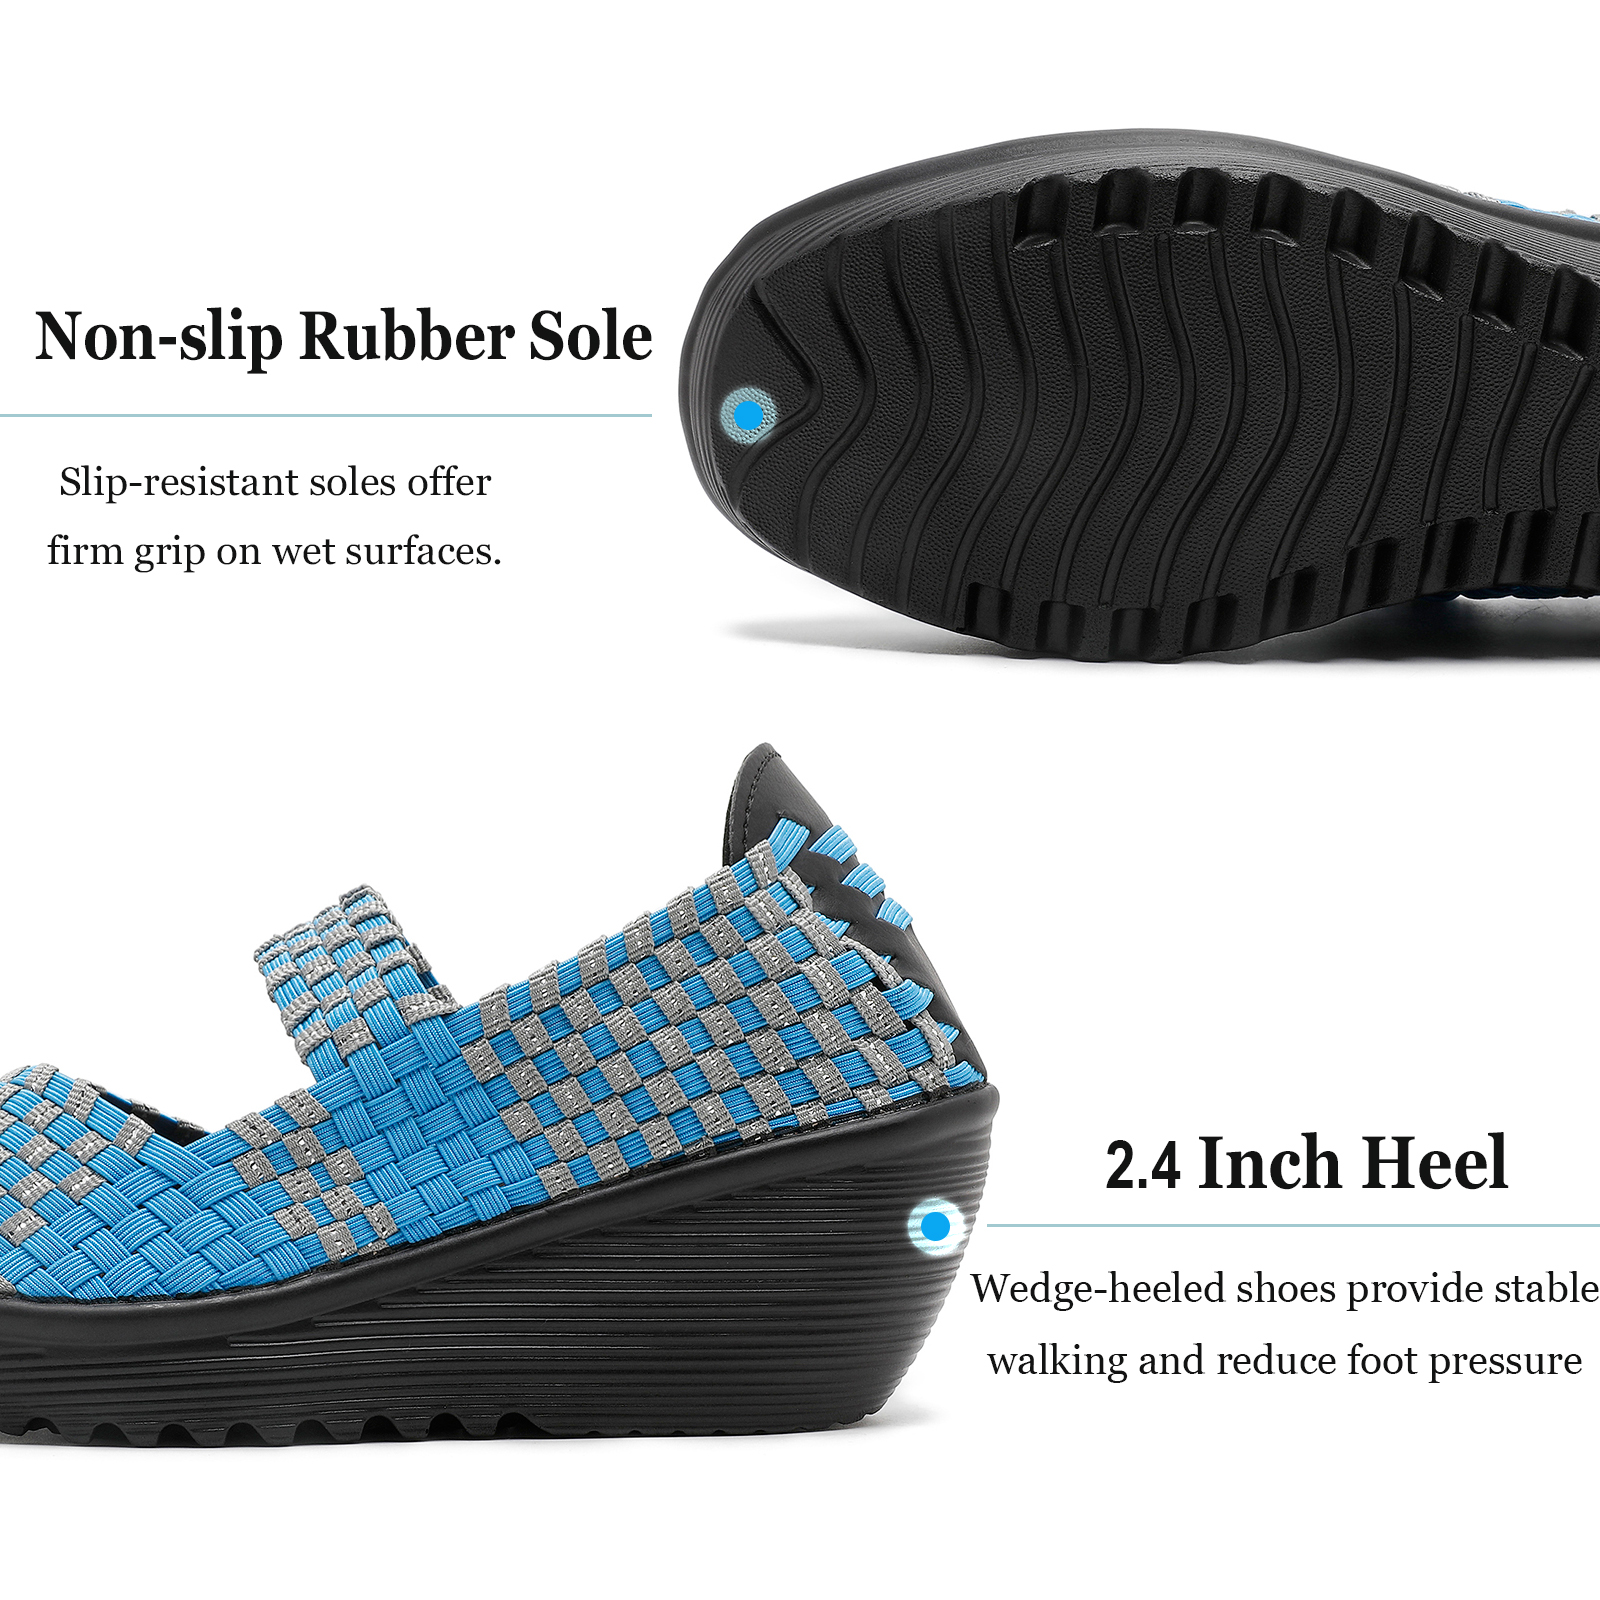 Non-slip Rubber Sole
Slip-resistant soles offer
firm grip on wet surfaces.
2.4 Inch Heel
Wedge-heeled shoes provide stable
walking and reduce foot pressure